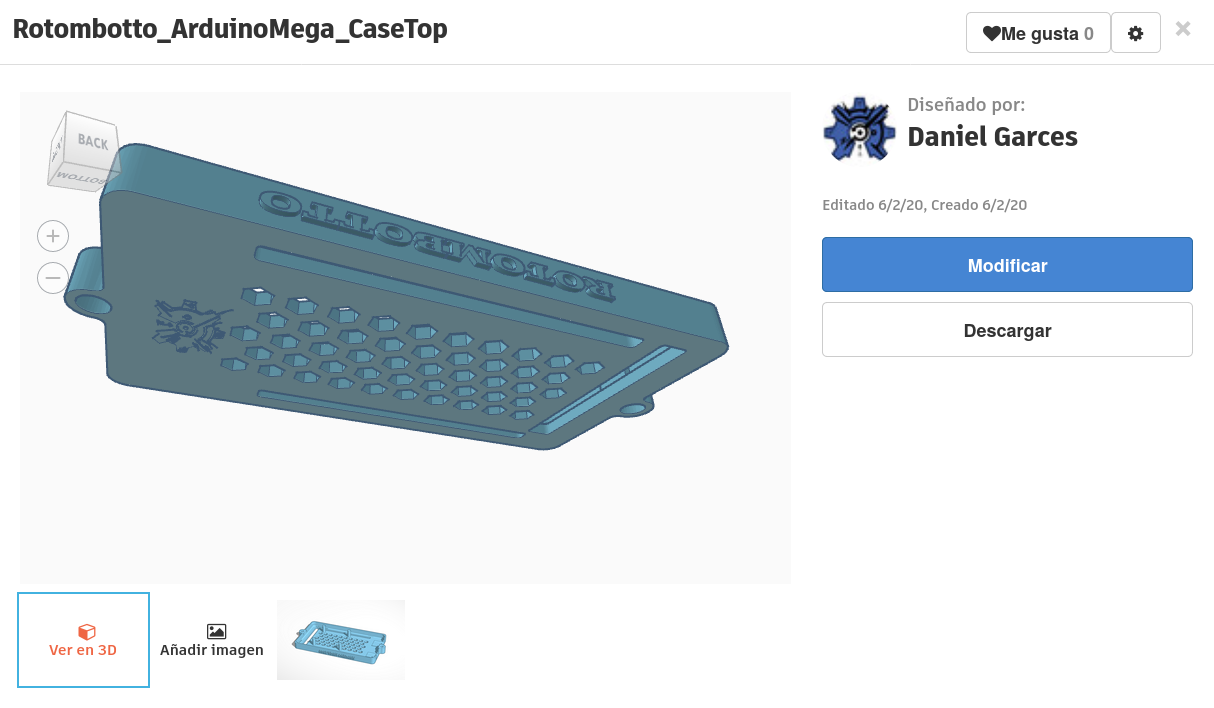 Rotombotto_ArduinoMega_CaseTop
Me gusta 0
BACK
BOTTOM
ROTOMBOTTO
Diseñado por:
Daniel Garces
Editado 6/2/20, Creado 6/2/20
Modificar
Descargar
Ver en 3D
Añadir imagen